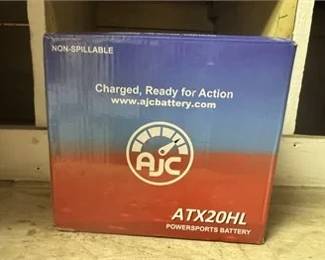 NON-SPILLABLE
Charged, Ready for Action
www.ajcbattery.com
AJC
ATX20HL
POWERSPORTS BATTERY